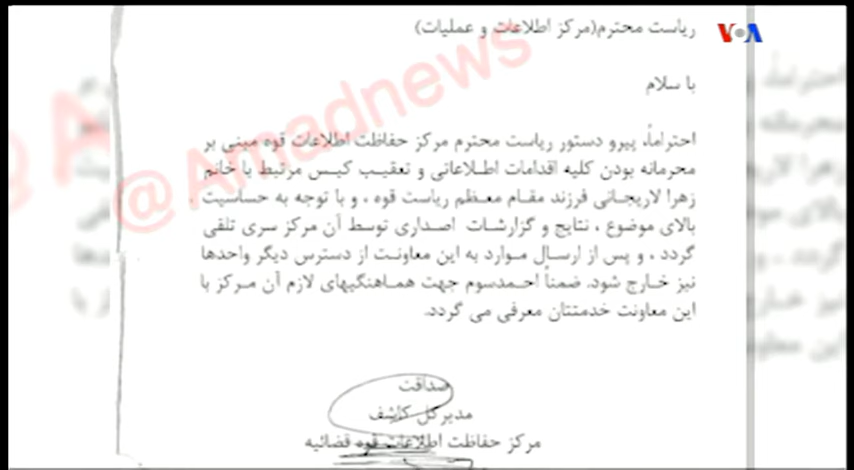 VOA
ریاست محترم(مرکز اطلاعات و عملیات)
با سلام
احتراماً، پیرو دستور ریاست محترم مرکز حفاظت اطلاعات قوه مبنی بر
محرمانه بودن کلیه اقدامات اطلاعاتی و تعقیب کیس مرتبط با خانم
زهرا لاریجانی فرزند مقام معظم ریاست قوه ، و با توجه به حساسیت
بالای موضوع ، نتایج و گزارشات اصداری توسط آن مرکز سری تلقی
گردد ، و پس از ارسال موارد به این معاونت از دسترس دیگر واحدها
نیز خارج شود. ضمناً احمدسوم جهت هماهنگیهای لازم آن مرکز با
این معاونت خدمتتان معرفی می گردد.
صداقت
مدیرکل کاشف
مرکز حفاظت اطلاعات قوه قضائیه
@Amadnews